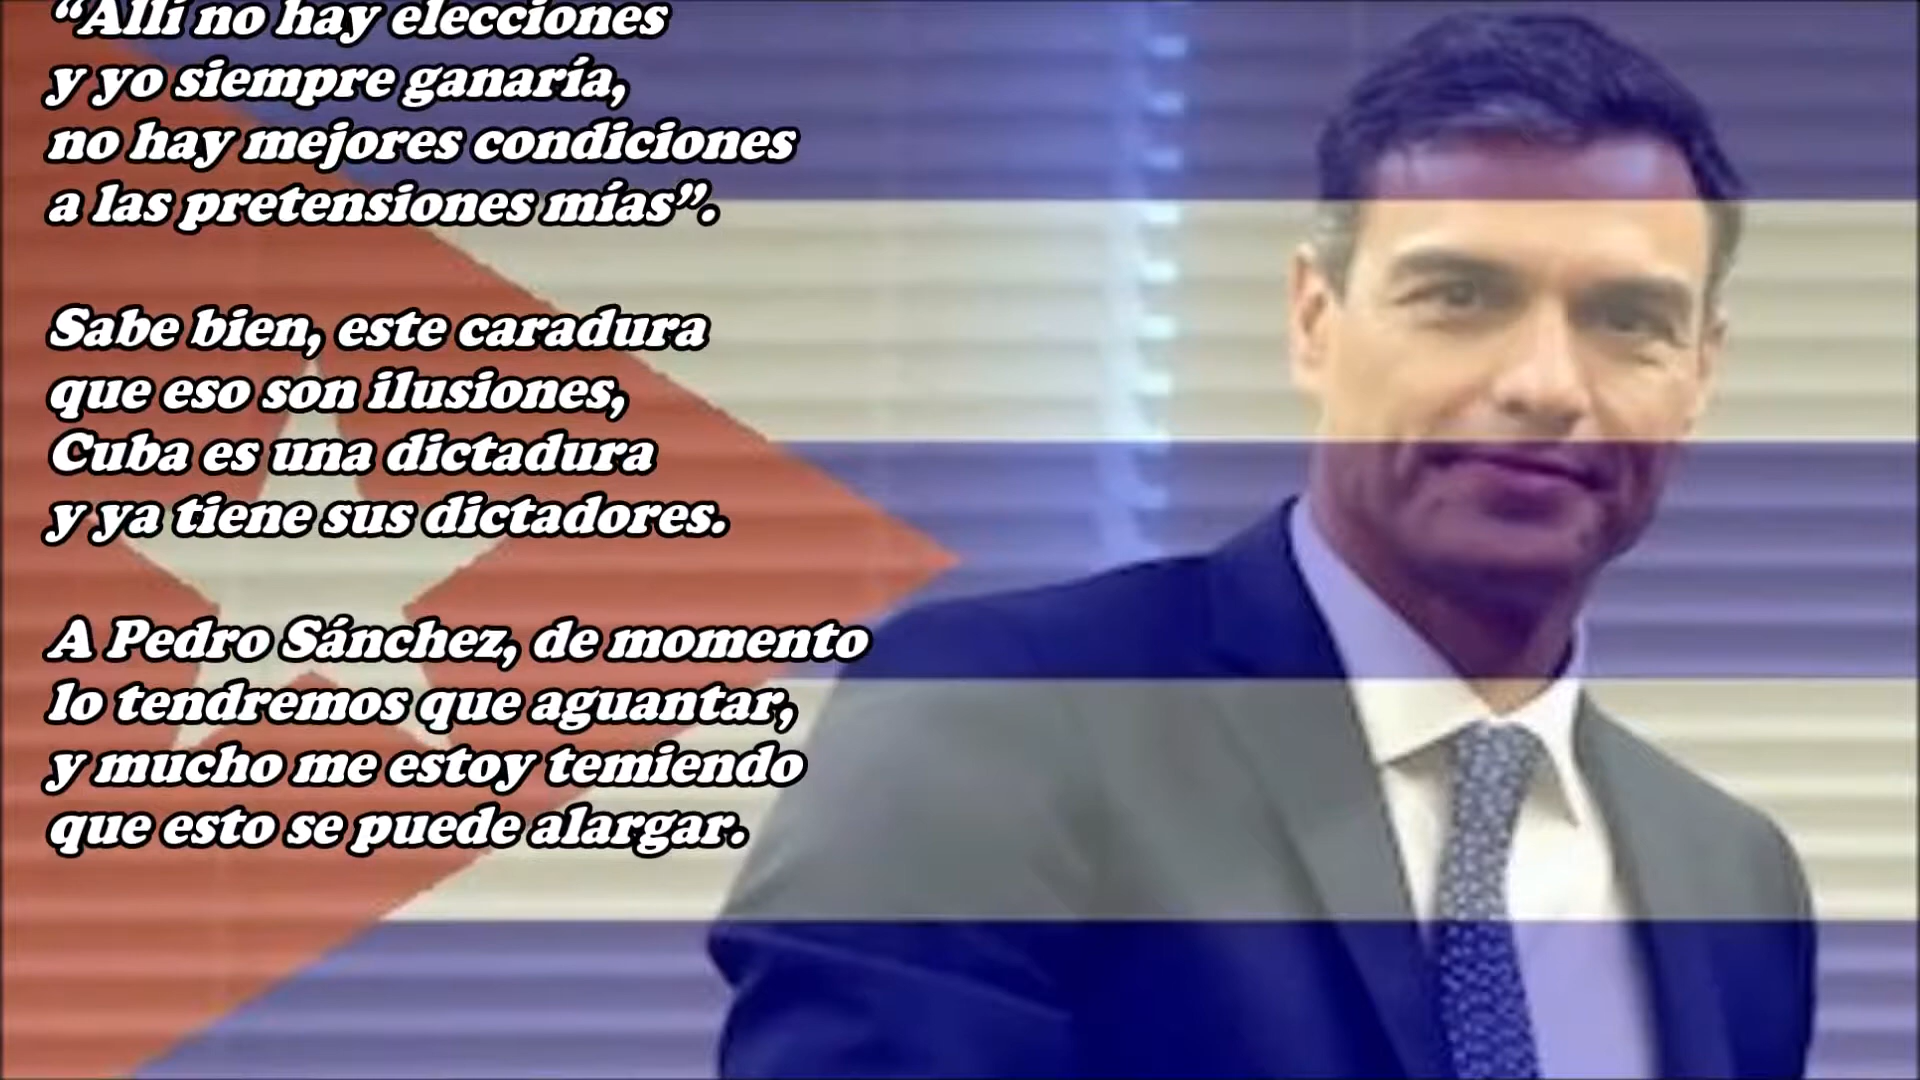 “Allí no hay elecciones
y yo siempre ganaría,
no hay mejores condiciones
a las pretensiones mías”.
Sabe bien, este caradura
que eso son ilusiones,
Cuba es una dictadura
y ya tiene sus dictadores.
A Pedro Sánchez, de momento
lo tendremos que aguantar,
y mucho me estoy temiendo
que esto se puede alargar.